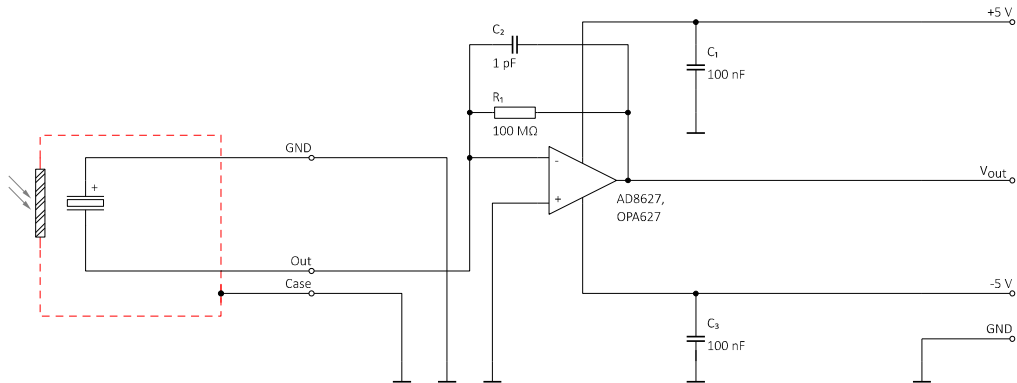 +5 V
C₂
1 pF
C₁
100 nF
R₁
100 MΩ
GND
-
+
+
Vout
AD8627,
OPA627
Out
Case
-5 V
C₃
100 nF
GND